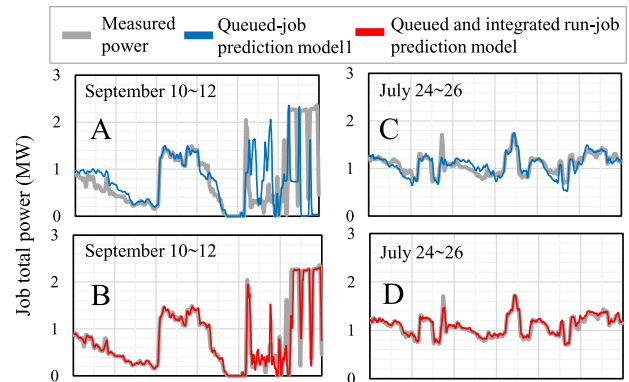 Measured power
Queued-job prediction model1
Queued and integrated run-job prediction model
Job total power (MW)
3
2
1
0
September 10~12
A
3
2
1
0
July 24~26
C
3
2
1
0
September 10~12
B
3
2
1
0
July 24~26
D